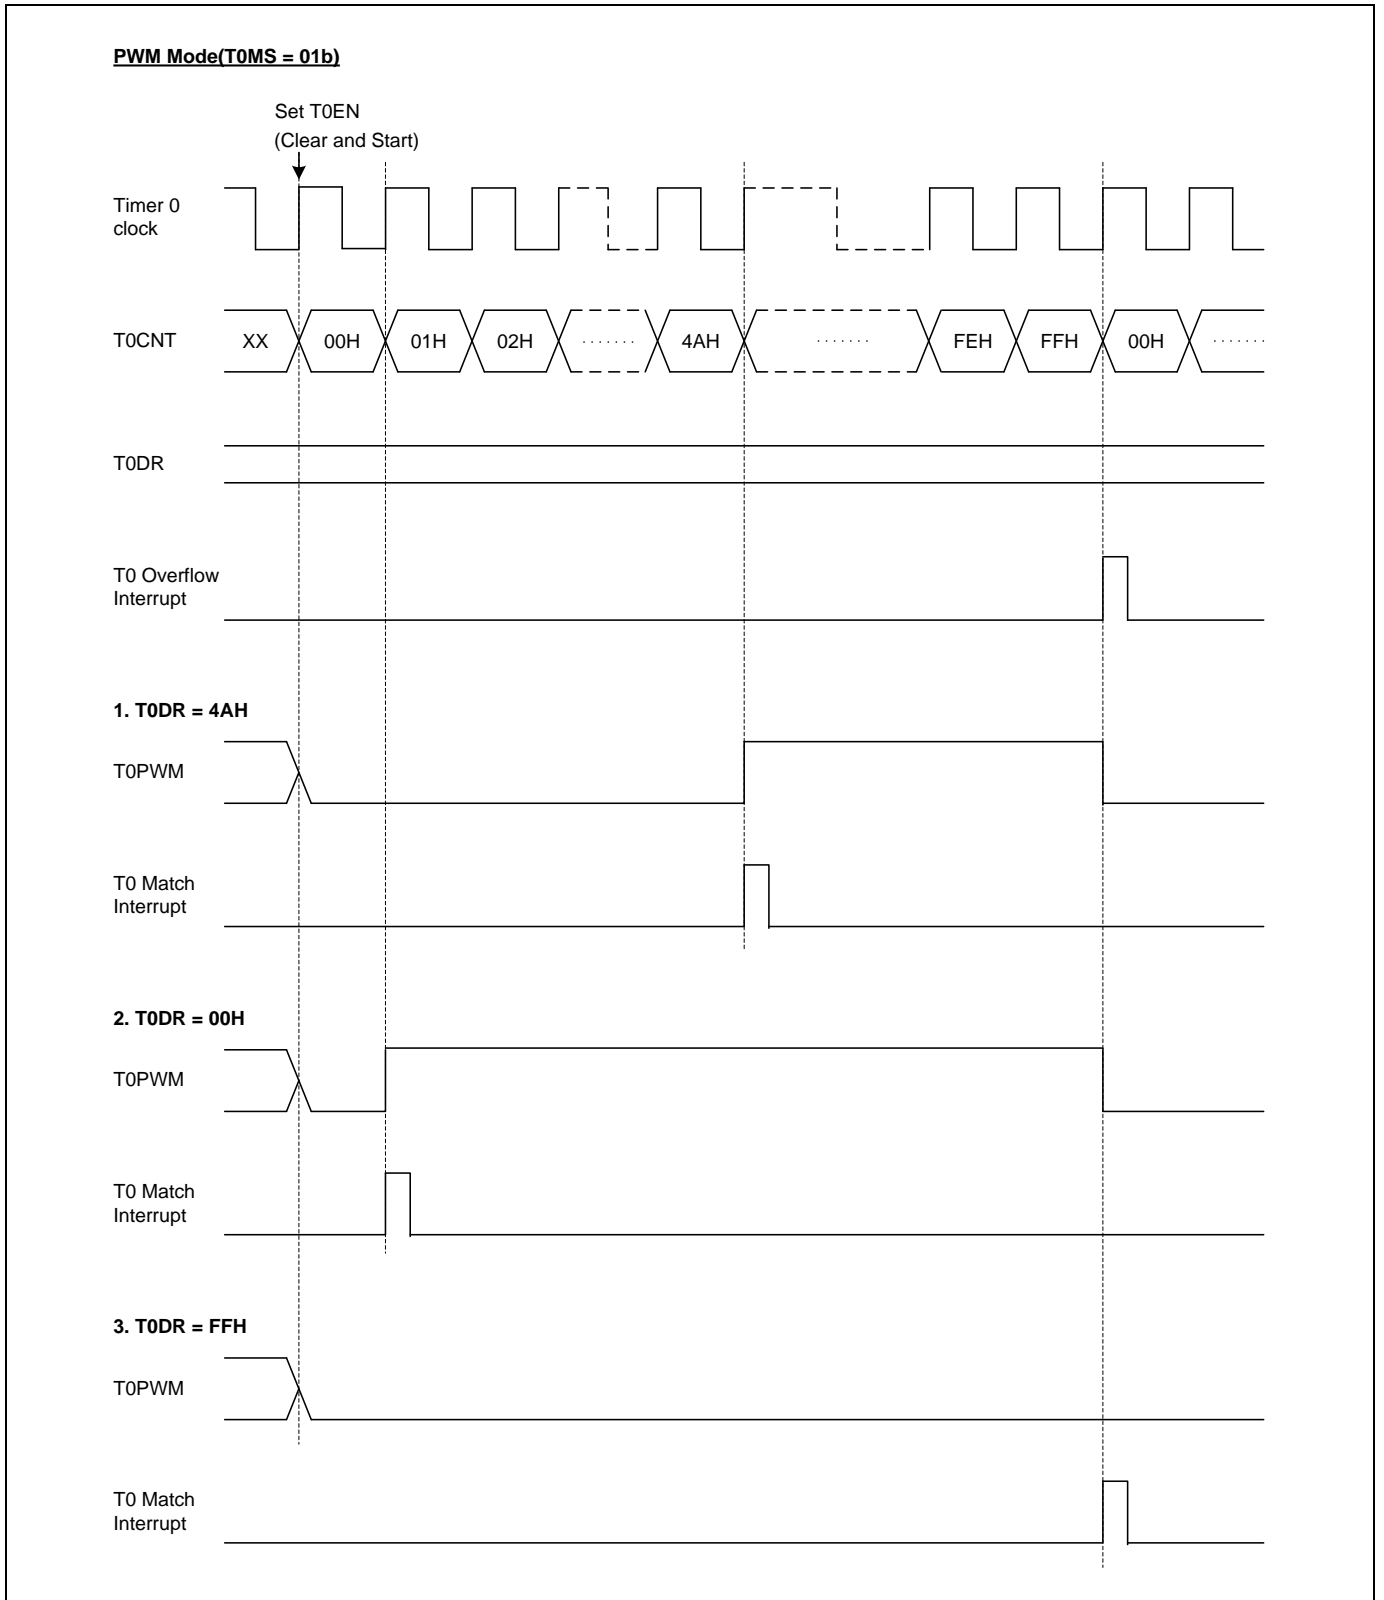 PWM Mode(T0MS = 01b)
Set T0EN
(Clear and Start)
Timer 0
clock
T0CNT XX 00H 01H 02H ······· 4AH ······· FEH FFH 00H ·······
T0DR
T0 Overflow
Interrupt
1. T0DR = 4AH
T0PWM
T0 Match
Interrupt
2. T0DR = 00H
T0PWM
T0 Match
Interrupt
3. T0DR = FFH
T0PWM
T0 Match
Interrupt